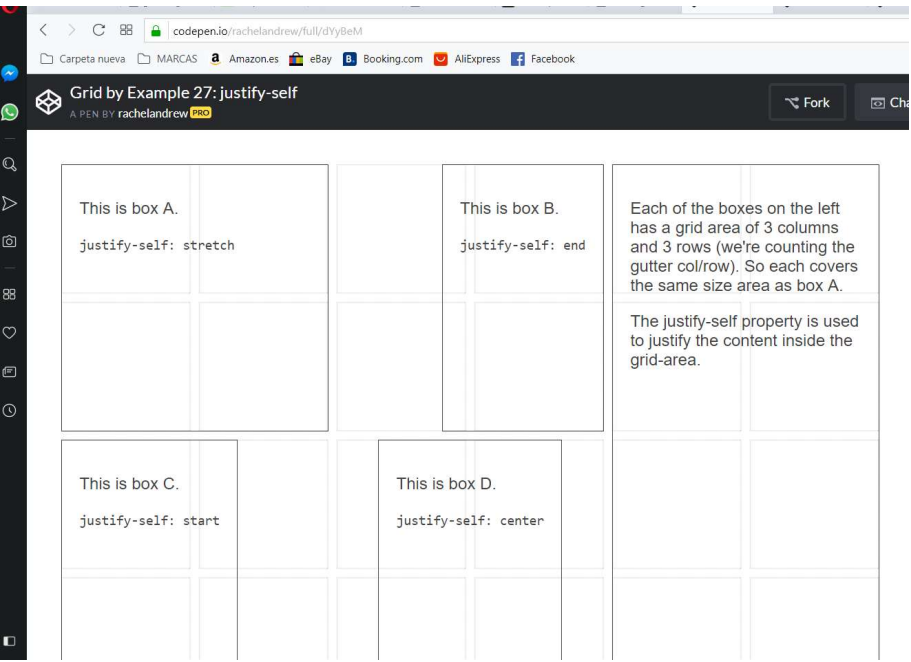 codepen.io/rachelandrew/full/dYyBeM
Carpeta nueva MARCAS a Amazon.es eBay B. Booking.com AliExpress f Facebook
Grid by Example 27: justify-self
A PEN BY rachelandrew PRO
Fork
Cha
This is box A.
justify-self: stretch
This is box B.
justify-self: end
Each of the boxes on the left
has a grid area of 3 columns
and 3 rows (we're counting the
gutter col/row). So each covers
the same size area as box A.
The justify-self property is used
to justify the content inside the
grid-area.
This is box C.
justify-self: start
This is box D.
justify-self: center